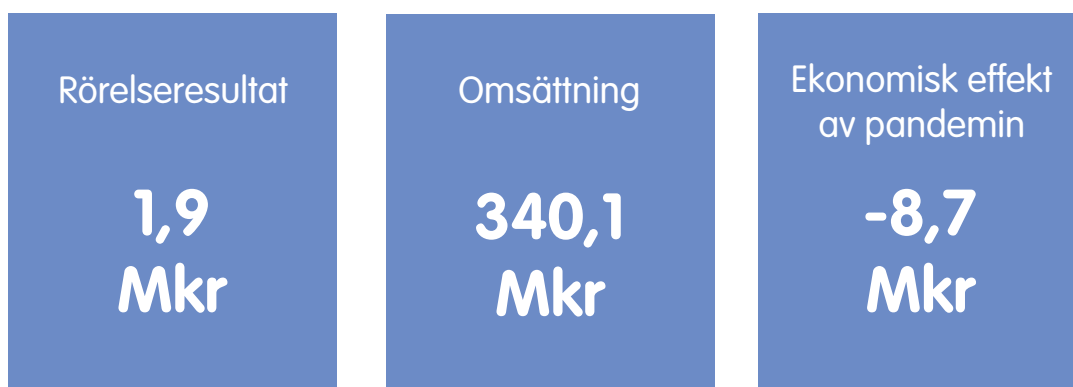 Rörelseresultat
1,9
Mkr
Omsättning
340,1
Mkr
Ekonomisk effekt
av pandemin
-8,7
Mkr